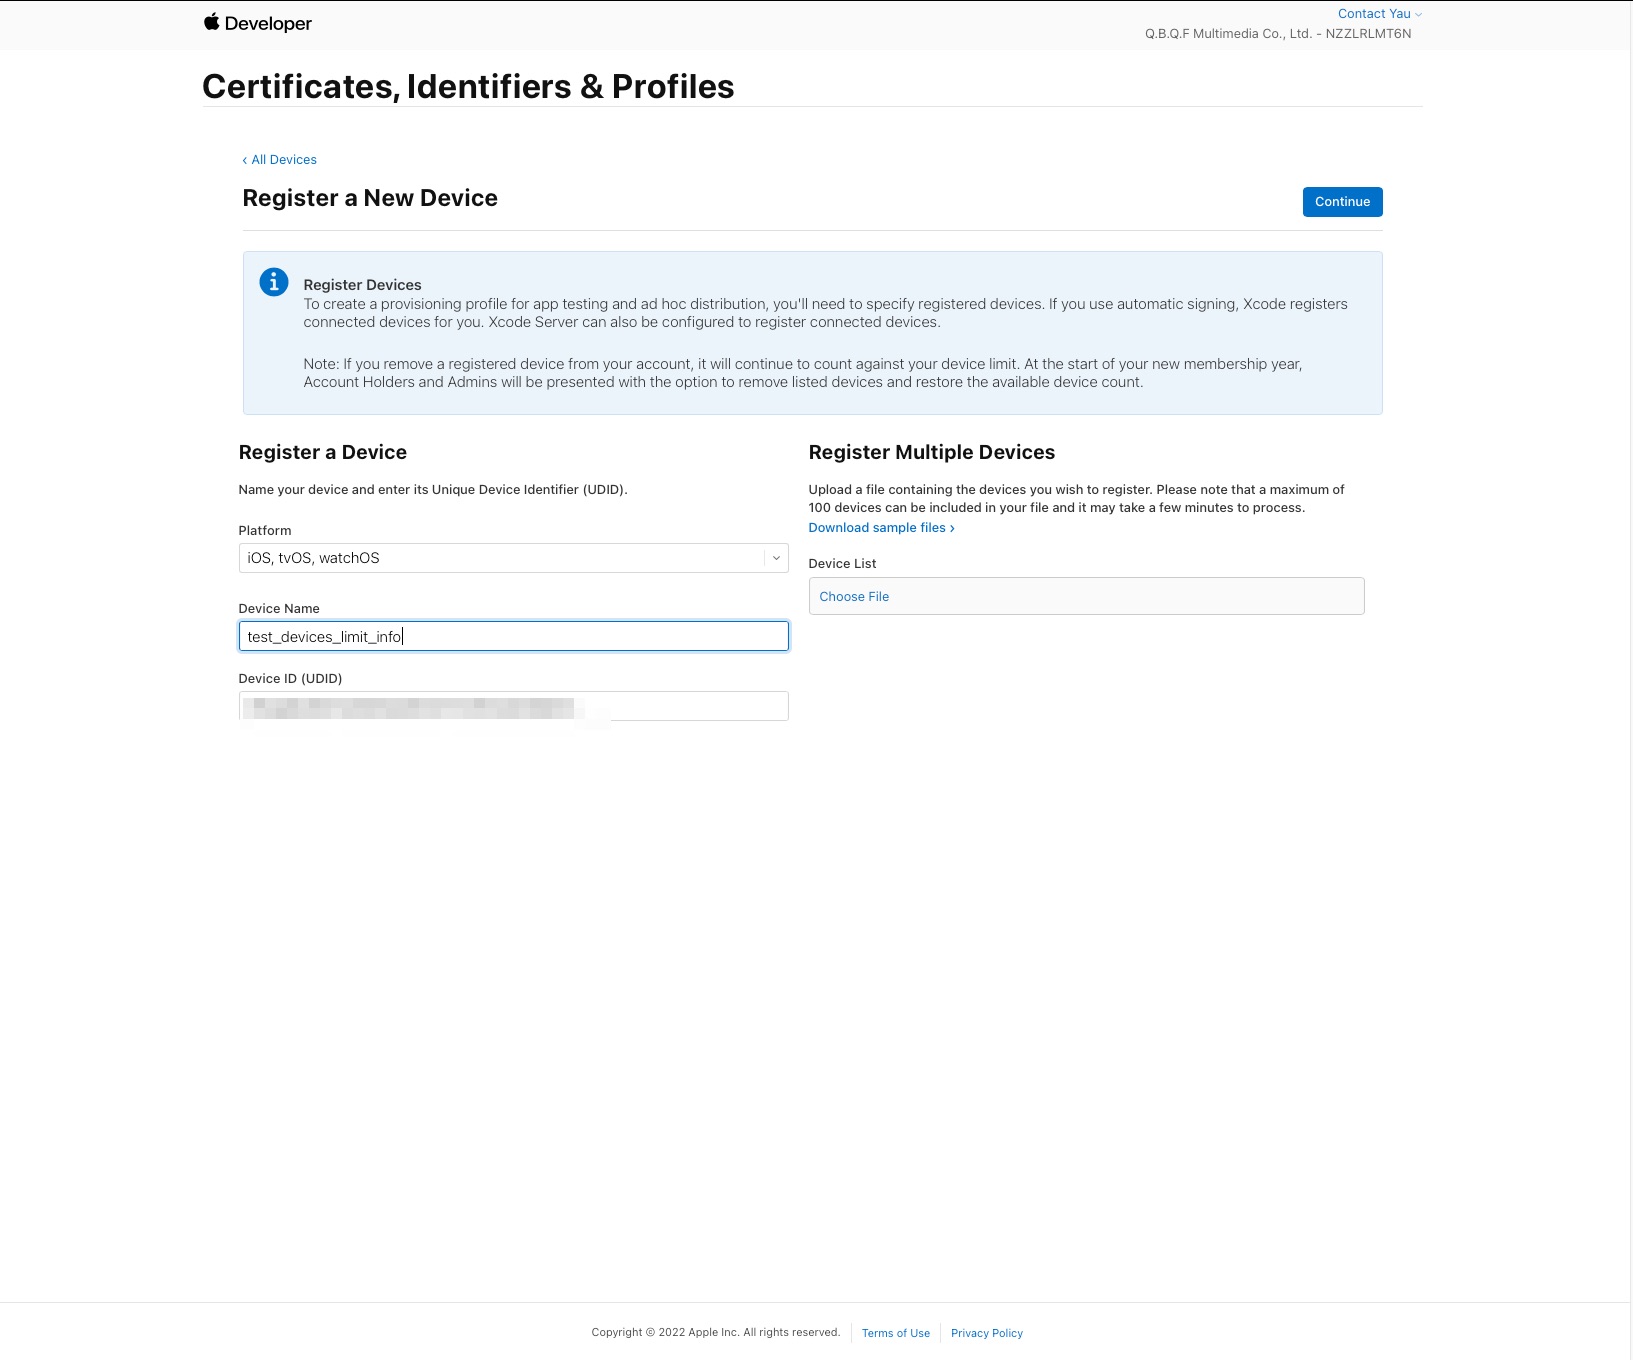 Developer
Contact Yau
Q.B.Q.F Multimedia Co., Ltd. - NZZLRLMT6N
Certificates, Identifiers & Profiles
‹ All Devices
Register a New Device
Continue
Register Devices
To create a provisioning profile for app testing and ad hoc distribution, you'll need to specify registered devices. If you use automatic signing, Xcode registers
connected devices for you. Xcode Server can also be configured to register connected devices.
Note: If you remove a registered device from your account, it will continue to count against your device limit. At the start of your new membership year,
Account Holders and Admins will be presented with the option to remove listed devices and restore the available device count.
Register a Device
Name your device and enter its Unique Device Identifier (UDID).
Platform
iOS, tvOS, watchOS
Device Name
test_devices_limit_info
Device ID (UDID)
Register Multiple Devices
Upload a file containing the devices you wish to register. Please note that a maximum of
100 devices can be included in your file and it may take a few minutes to process.
Download sample files ›
Device List
Choose File
Copyright © 2022 Apple Inc. All rights reserved.
Terms of Use
Privacy Policy